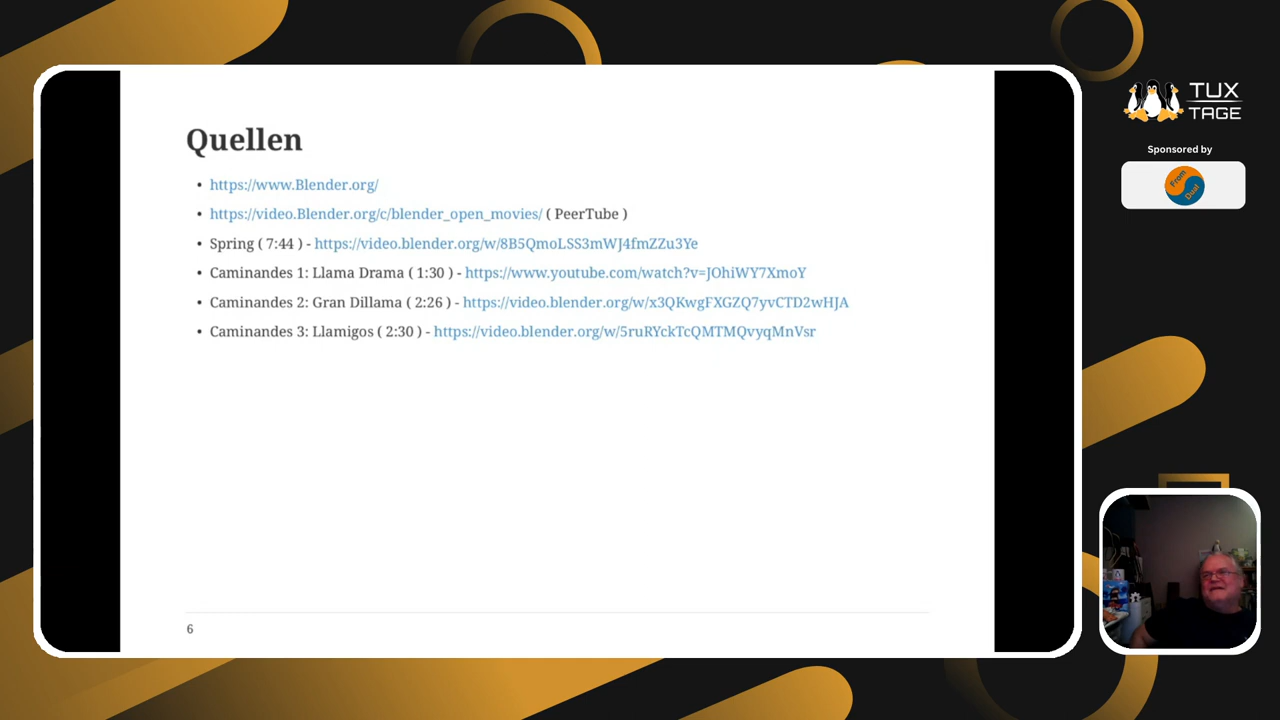 Quellen
• https://www.Blender.org/
• https://video.Blender.org/c/blender_open_movies/ ( PeerTube )
• Spring ( 7:44 ) - https://video.blender.org/w/8B5QmoLSS3mWJ4fmZZu3Ye
• Caminandes 1: Llama Drama ( 1:30 ) - https://www.youtube.com/watch?v=JOhiWY7XmoY
• Caminandes 2: Gran Dillama ( 2:26 ) - https://video.blender.org/w/x3QKwgFXGZQ7yvCTD2wHJA
• Caminandes 3: Llamigos ( 2:30 ) - https://video.blender.org/w/5ruRYckTcQMTMQvyqMnVsr
6
TUX
TAGE
Sponsored by
From
Dual